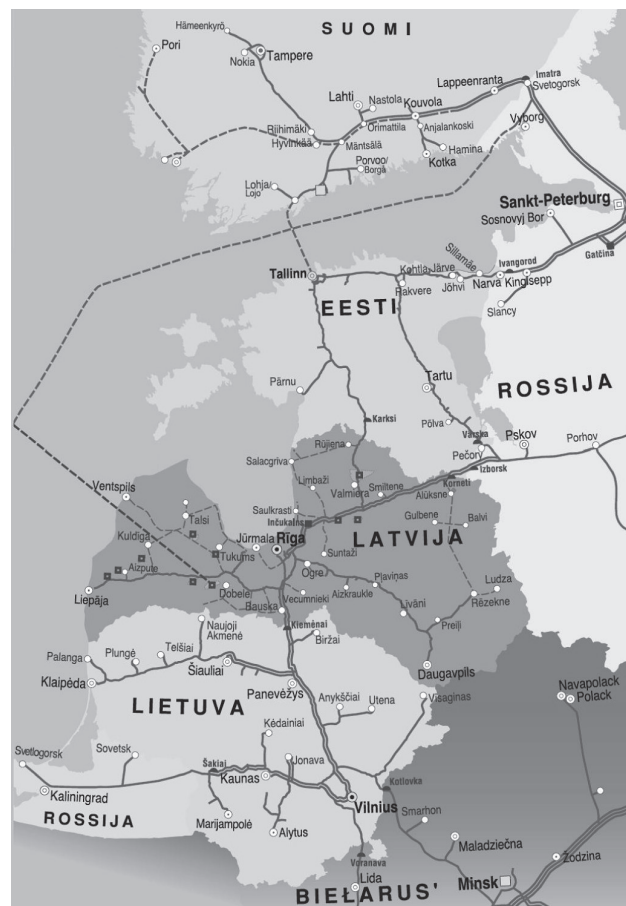 SUOMI
Hämeenkyrö
Pori
Nokia
Tampere
Lahti
Nastola
Kouvola
Lappeenranta
Imatra
Svetogorsk
Riihimäki
Hyvinkää
Mäntsälä
Orimattila
Anjalankoski
Vyborg
Hamina
Kotka
Porvoo/
Borgå
Lohja/
Lojo
Sankt-Peterburg
Sosnovyj Bor
Gatčina
Tallinn
Kohtla-Järve
Sillamäe
Ivangorod
Rakvere
Jõhvi
Narva
Kingisepp
Slancy
EESTI
Pärnu
Tartu
ROSSIJA
Karksi
Põlva
Värska
Pečory
Pskov
Porhov
Izborsk
Rūjiena
Salacgrīva
Limbaži
Valmiera
Smiltene
Korneti
Alūksne
Ventspils
Talsi
Saulkrasti
Inčukalns
Gulbene
Balvi
Kuldīga
Jūrmala
Rīga
LATVIJA
Tukums
Suntaži
Aizpute
Ogre
Liepāja
Dobele
Vecumnieki
Aizkraukle
Pļaviņas
Ludza
Rēzekne
Bauska
Līvāni
Preiļi
Kiemėnai
Naujoji
Akmenė
Biržai
Palanga
Plungė
Telšiai
Daugavpils
Klaipėda
Šiauliai
Panevėžys
Anykščiai
Utena
Visaginas
LIETUVA
Navapolack
Polack
Kėdainiai
Svetlogorsk
Sovetsk
Šakiai
Jonava
Kaunas
Kotlovka
Kaliningrad
Vilnius
Smarhon
ROSSIJA
Marijampolė
Alytus
Maladziečna
Voranava
Žodzina
Lida
Minsk
BIEŁARUS'